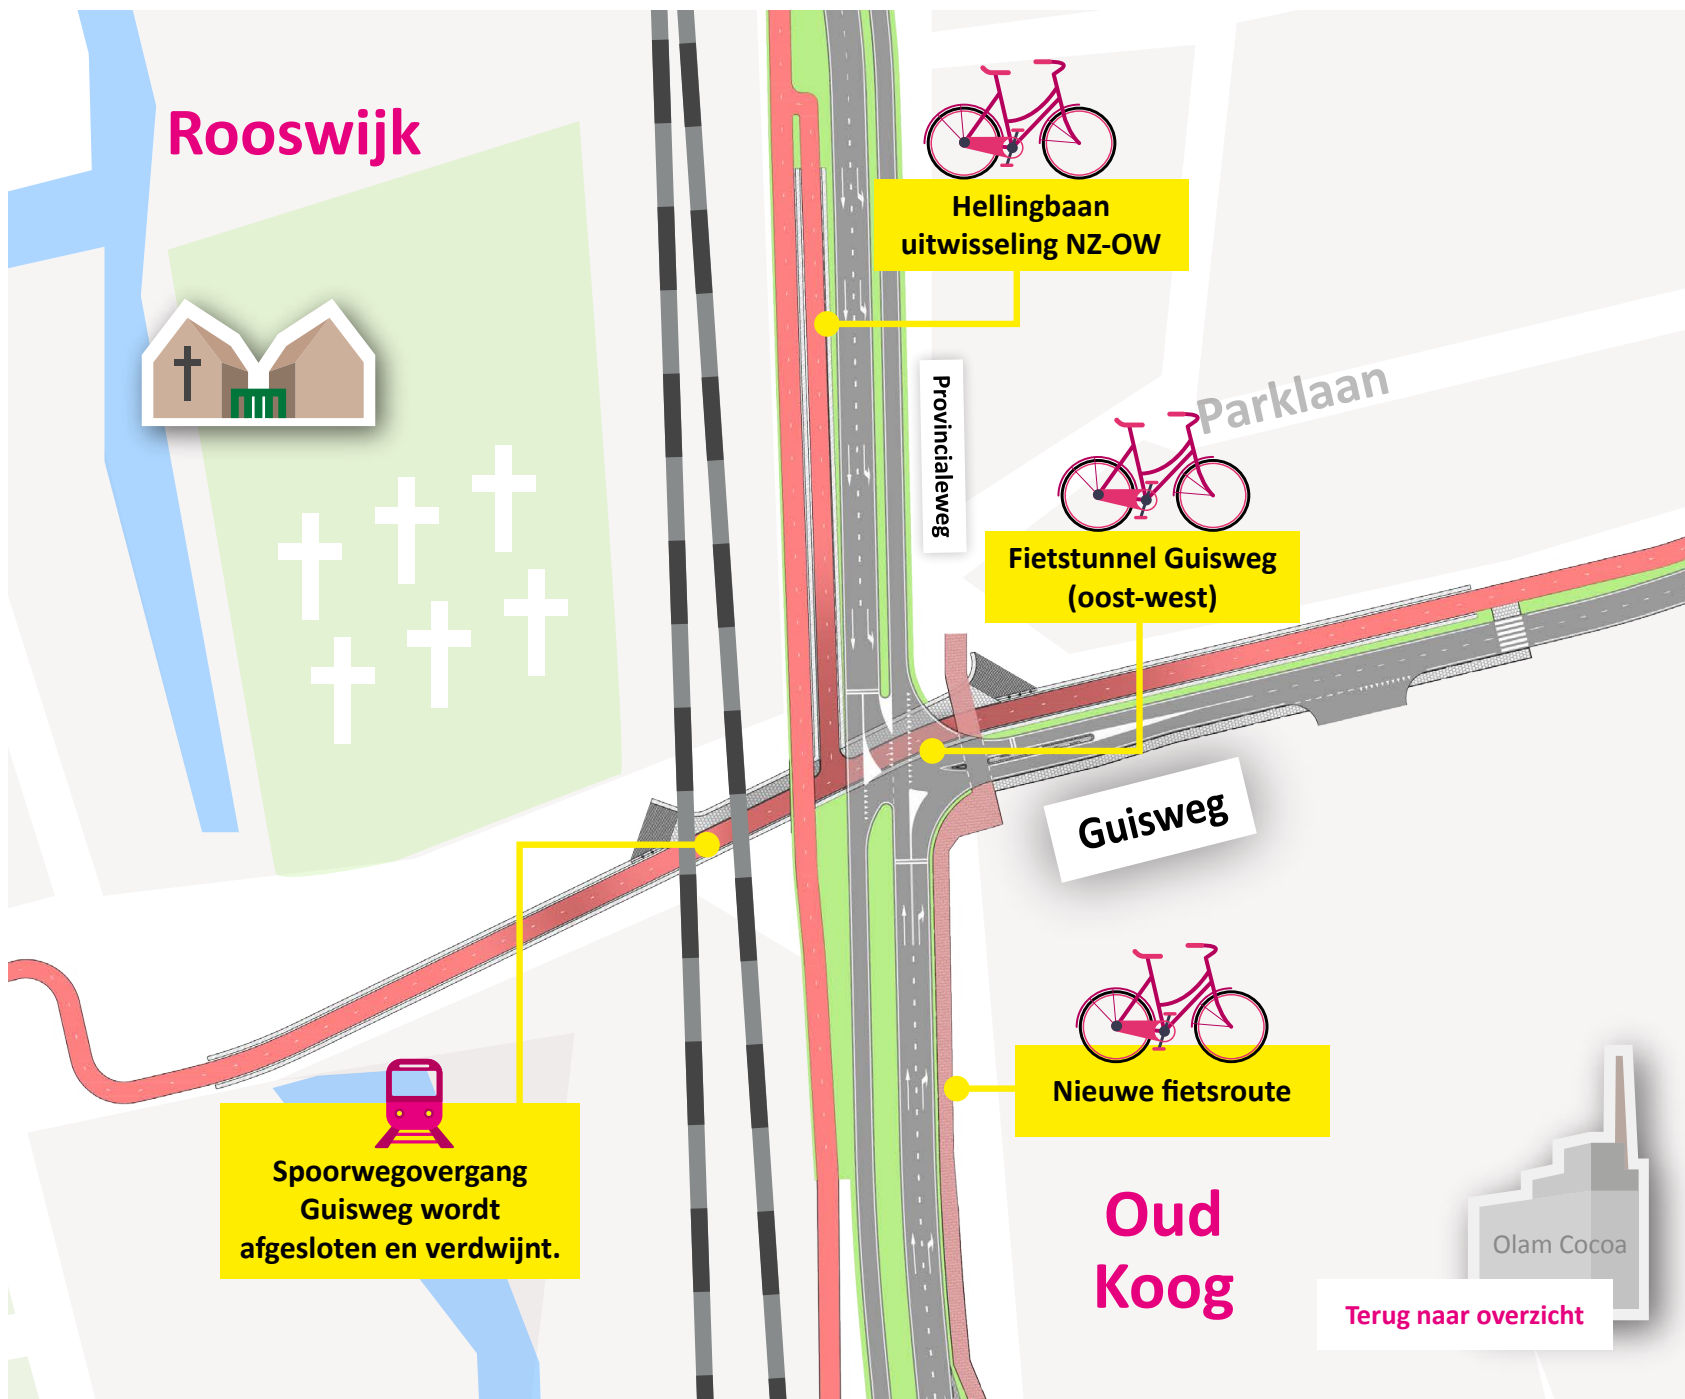 Rooswijk
Hellingbaan
uitwisseling NZ-OW
Provincialeweg
Parklaan
Fietstunnel Guisweg
(oost-west)
Guisweg
Nieuwe fietsroute
Spoorwegovergang
Guisweg wordt
afgesloten en verdwijnt.
Oud
Koog
Olam Cocoa
Terug naar overzicht